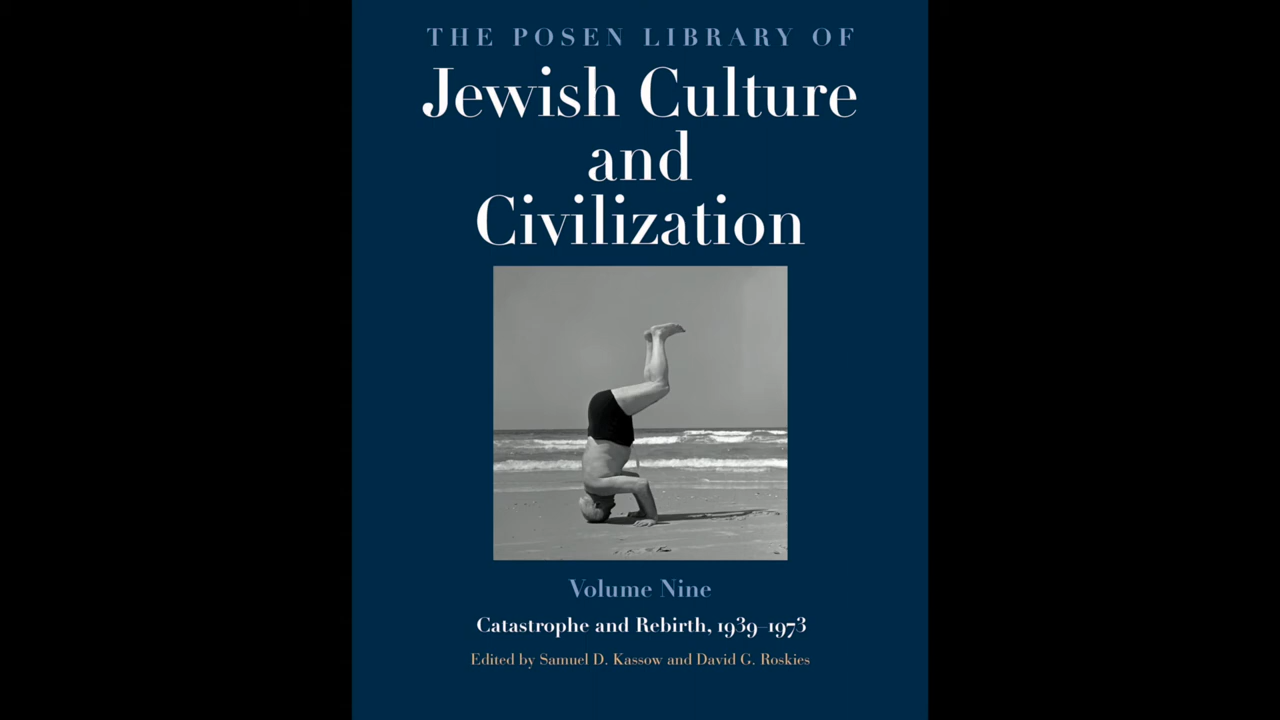 THE POSEN LIBRARY OF
Jewish Culture
and
Civilization
Volume Nine
Catastrophe and Rebirth, 1939–1973
Edited by Samuel D. Kassow and David G. Roskies